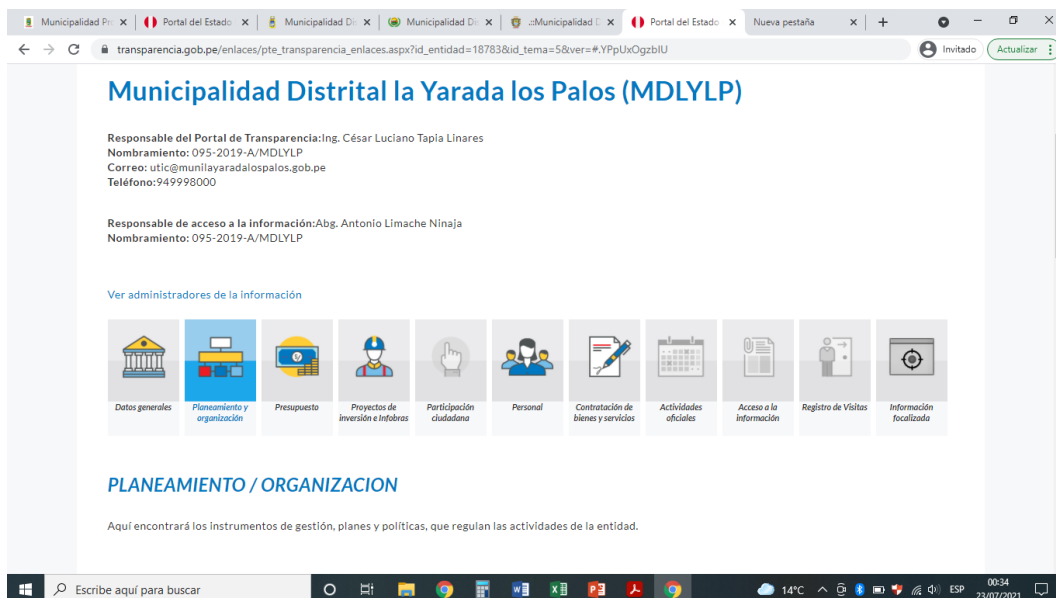 Municipalidad Pr
Portal del Estado
Municipalidad Di
Municipalidad Di
.::Municipalidad D
Portal del Estado
Nueva pestaña
transparencia.gob.pe/enlaces/pte_transparencia_enlaces.aspx?id_entidad=18783&id_tema=5&ver=#.YPpUxOgzbIU
Invitado
Actualizar
Municipalidad Distrital la Yarada los Palos (MDLYLP)
Responsable del Portal de Transparencia:Ing. César Luciano Tapia Linares
Nombramiento: 095-2019-A/MDLYLP
Correo: utic@munilayaradalospalos.gob.pe
Teléfono:949998000
Responsable de acceso a la información:Abg. Antonio Limache Ninaja
Nombramiento: 095-2019-A/MDLYLP
Ver administradores de la información
Datos generales
Planeamiento y
organización
Presupuesto
Proyectos de
inversión e Infobras
Participación
ciudadana
Personal
Contratación de
bienes y servicios
Actividades
oficiales
Acceso a la
información
Registro de Visitas
Información
focalizada
PLANEAMIENTO / ORGANIZACION
Aquí encontrará los instrumentos de gestión, planes y políticas, que regulan las actividades de la entidad.
Escribe aquí para buscar
14°C
ESP
00:34
23/07/2021